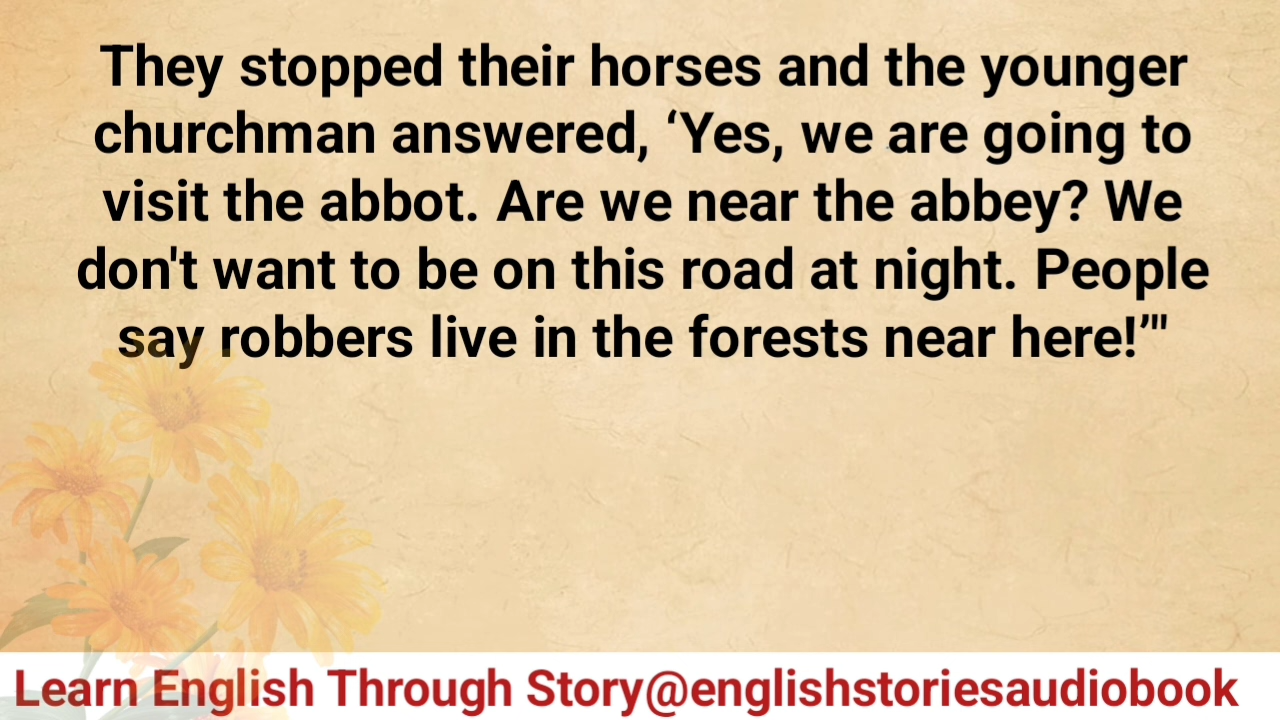 They stopped their horses and the younger
churchman answered, ‘Yes, we are going to
visit the abbot. Are we near the abbey? We
don't want to be on this road at night. People
say robbers live in the forests near here!’"
Learn English Through Story@englishstoriesaudiobook